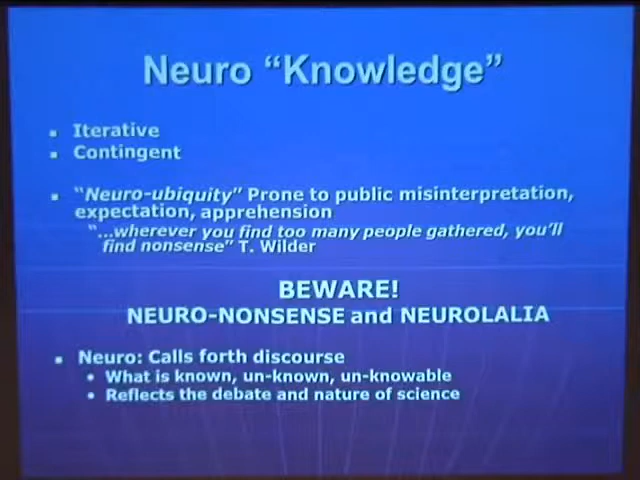 Neuro “Knowledge”
Iterative
Contingent
“Neuro-ubiquity” Prone to public misinterpretation,
expectation, apprehension
“...wherever you find too many people gathered, you’ll
find nonsense” T. Wilder
BEWARE!
NEURO-NONSENSE and NEUROLALIA
Neuro: Calls forth discourse
What is known, un-known, un-knowable
Reflects the debate and nature of science